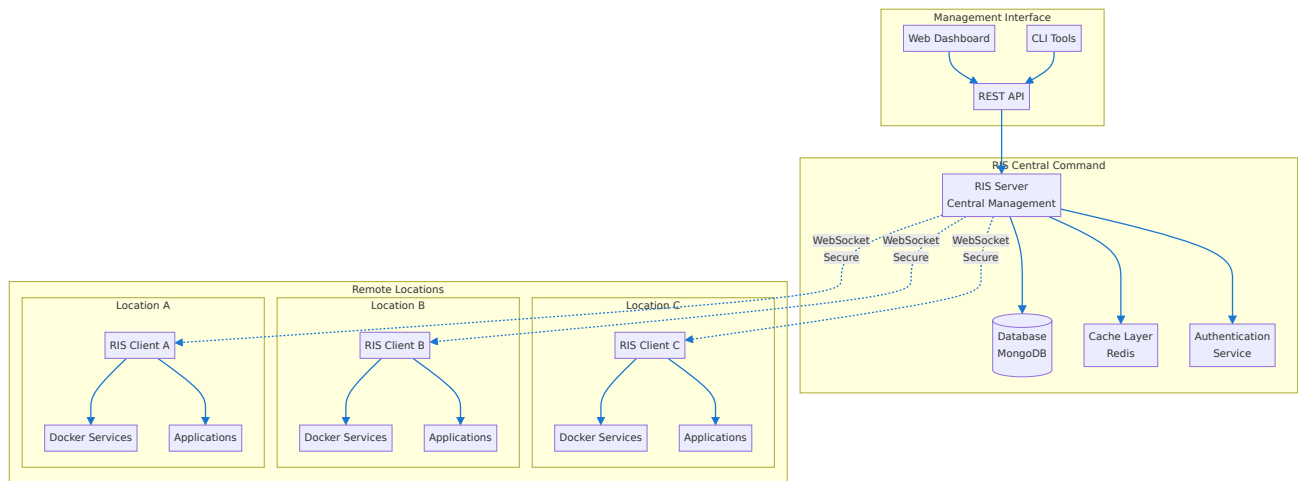 Management Interface
Web Dashboard
CLI Tools
REST API
RIS Central Command
RIS Server
Central Management
WebSocket
Secure
WebSocket
Secure
WebSocket
Secure
Database
MongoDB
Cache Layer
Redis
Authentication
Service
Remote Locations
Location A
RIS Client A
Docker Services
Applications
Location B
RIS Client B
Docker Services
Applications
Location C
RIS Client C
Docker Services
Applications